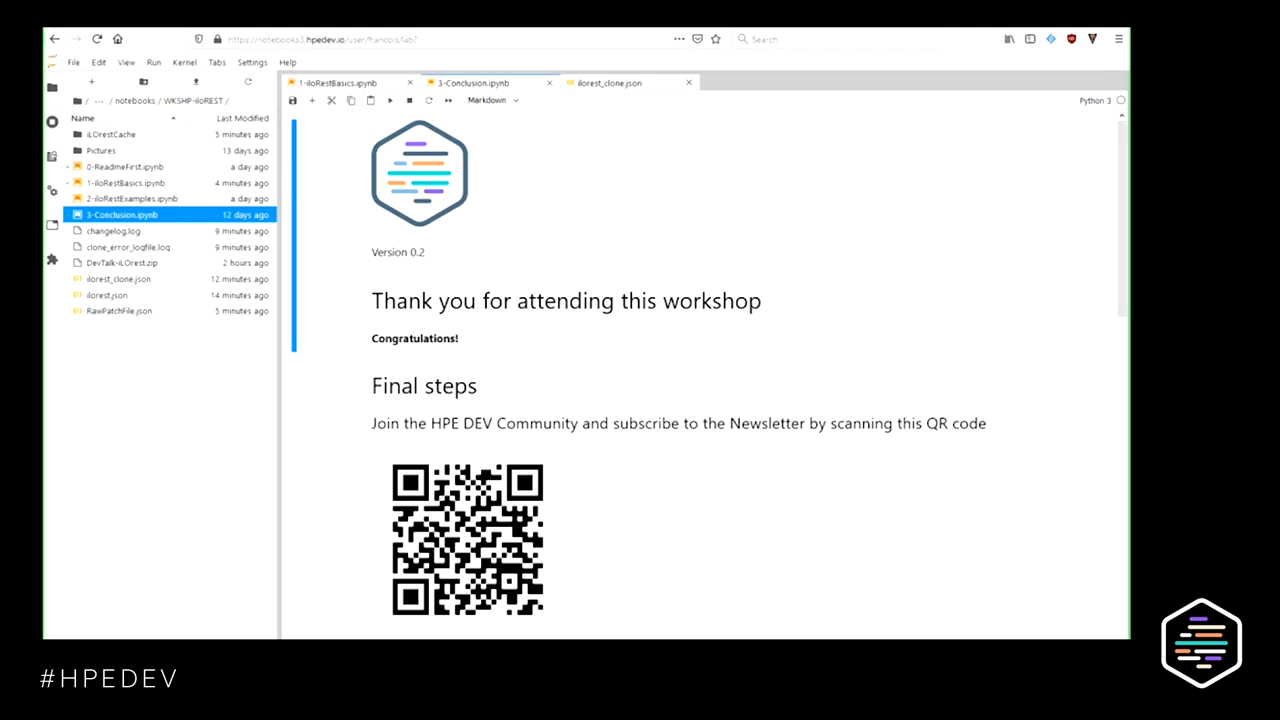 https://notebooks3.hpedev.io/user/francois/lab?
Search
File Edit View Run Kernel Tabs Settings Help
1-iloRestBasics.ipynb
3-Conclusion.ipynb
ilorest_clone.json
/ ··· / notebooks / WKSHP-iloREST /
Markdown
Python 3
Name Last Modified
iLOrestCache 5 minutes ago
Pictures 13 days ago
0-ReadmeFirst.ipynb a day ago
1-iloRestBasics.ipynb 4 minutes ago
2-iloRestExamples.ipynb a day ago
3-Conclusion.ipynb 12 days ago
changelog.log 9 minutes ago
clone_error_logfile.log 9 minutes ago
DevTalk-iLOrest.zip 2 hours ago
ilorest_clone.json 12 minutes ago
ilorest.json 14 minutes ago
RawPatchFile.json 5 minutes ago
Version 0.2
Thank you for attending this workshop
Congratulations!
Final steps
Join the HPE DEV Community and subscribe to the Newsletter by scanning this QR code
#HPEDEV